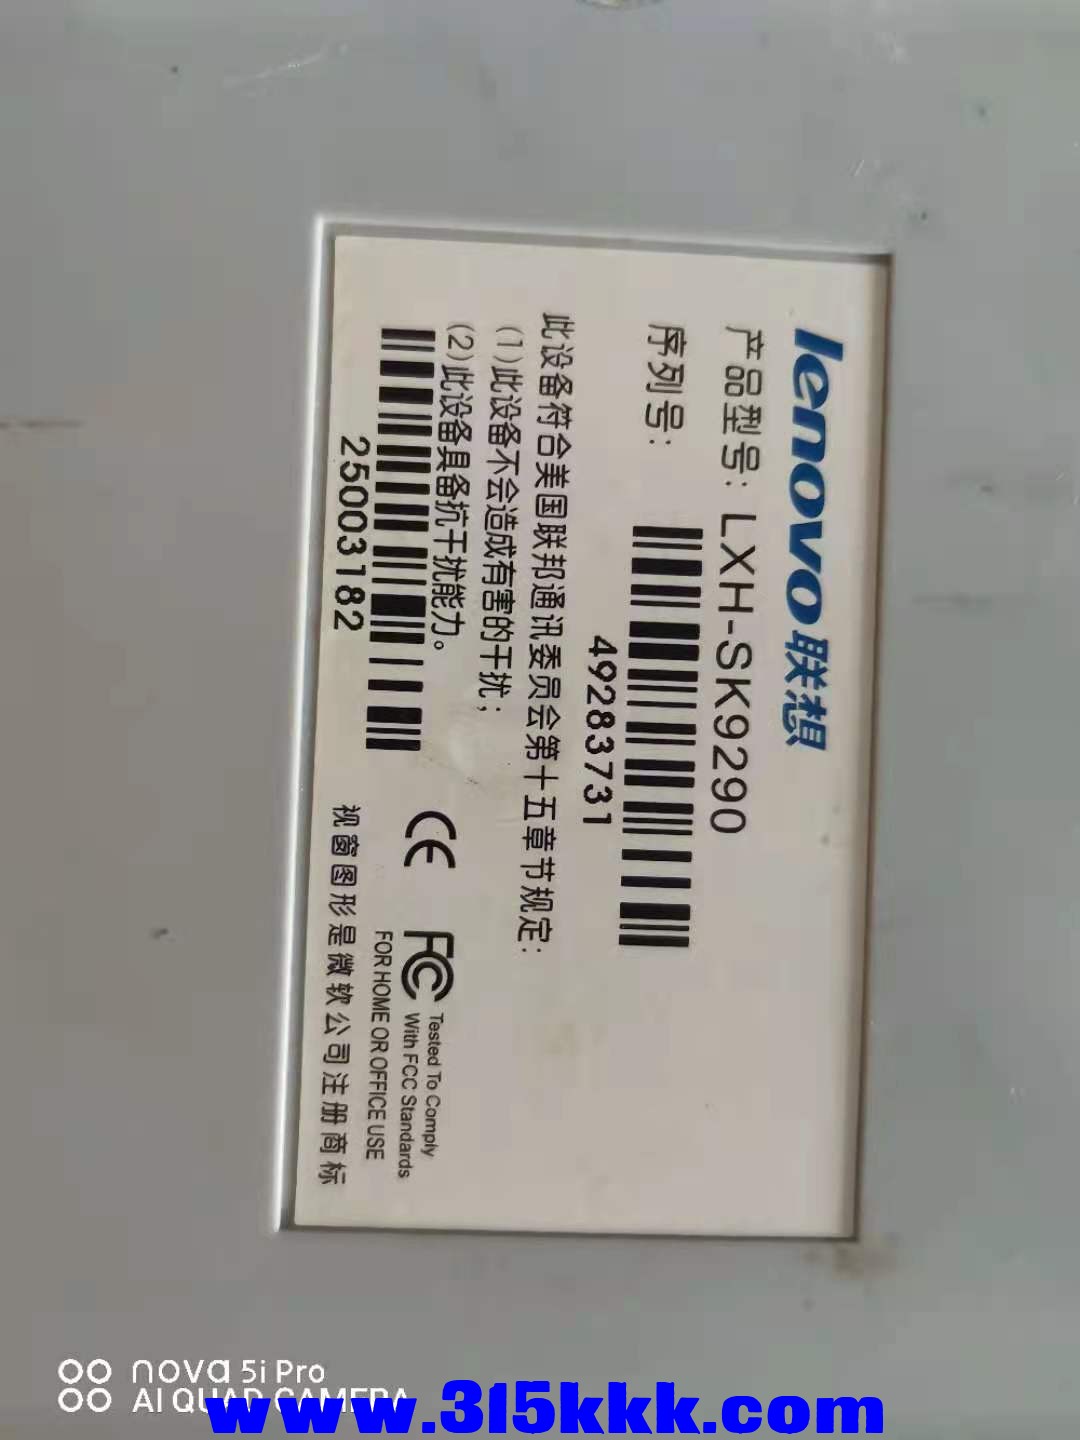 lenovo联想
产品型号: LXH-SK9290
序列号:
49283731
此设备符合美国联邦通讯委员会第十五章节规定:
(1)此设备不会造成有害的干扰;
(2)此设备具备抗干扰能力。
25003182
CE
FC Tested To Comply
With FCC Standards
FOR HOME OR OFFICE USE
视窗图形是微软公司注册商标
nova 5i Pro
AI QUAD CAMERA
www.315kkk.com